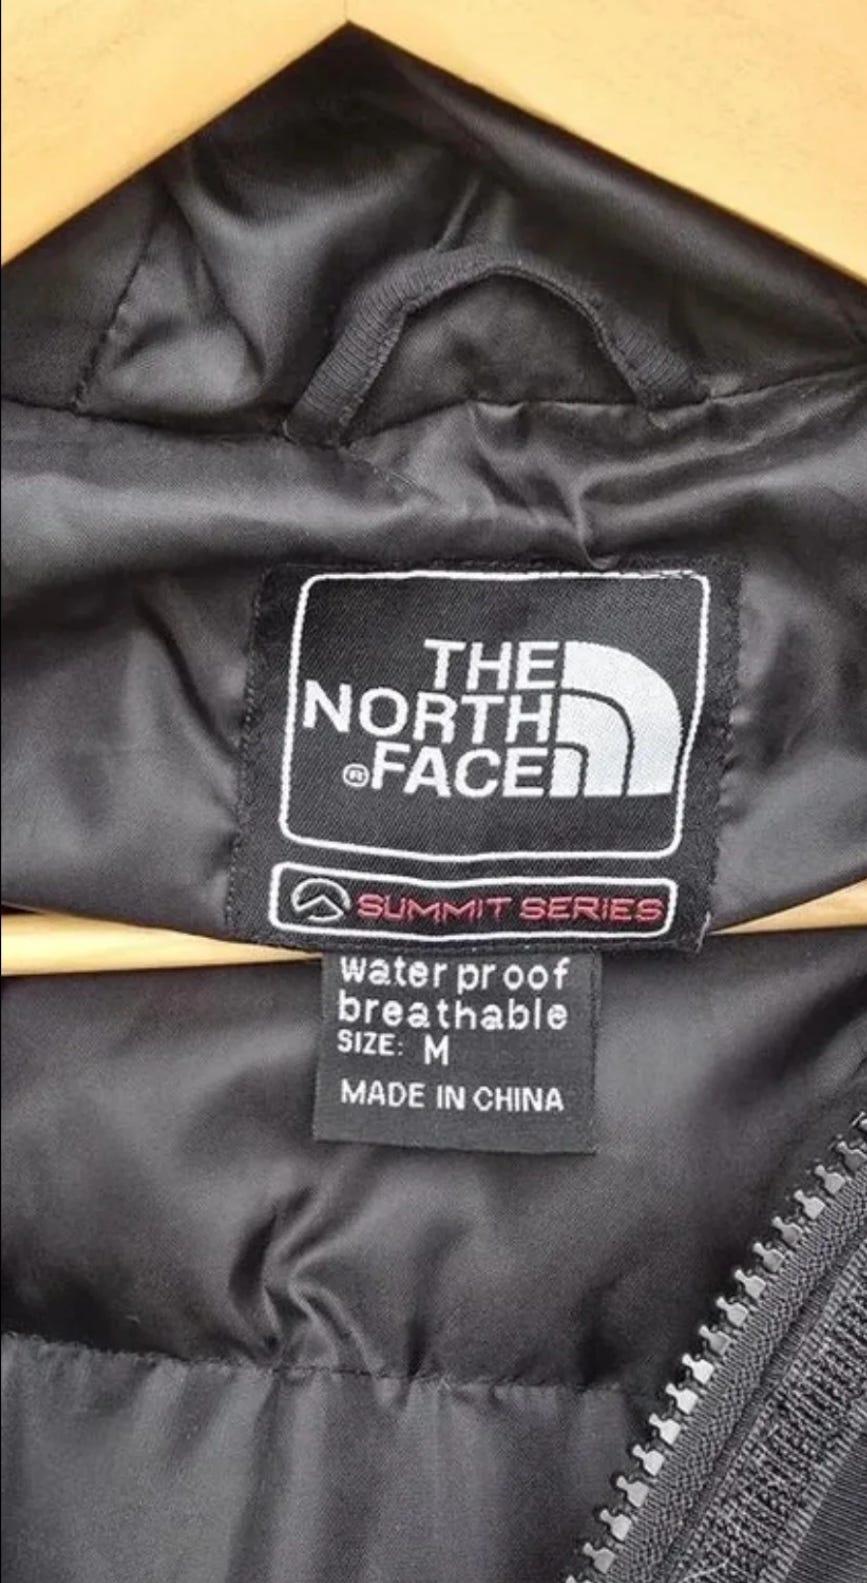 THE
NORTH
®FACE
SUMMIT SERIES
water proof
breathable
SIZE: M
MADE IN CHINA